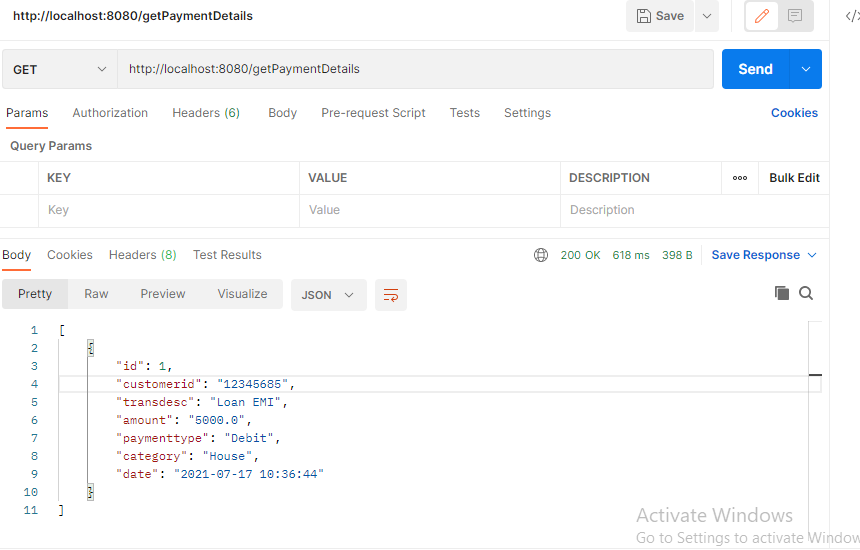 http://localhost:8080/getPaymentDetails Save
GET http://localhost:8080/getPaymentDetails Send
Params Authorization Headers (6) Body Pre-request Script Tests Settings Cookies
Query Params
KEY VALUE DESCRIPTION Bulk Edit
Key Value Description
Body Cookies Headers (8) Test Results 200 OK 618 ms 398 B Save Response
Pretty Raw Preview Visualize JSON
1 [
2 {
3 "id": 1,
4 "customerid": "12345685",
5 "transdesc": "Loan EMI",
6 "amount": "5000.0",
7 "paymenttype": "Debit",
8 "category": "House",
9 "date": "2021-07-17 10:36:44"
10 }
11 ]
Activate Windows
Go to Settings to activate Window